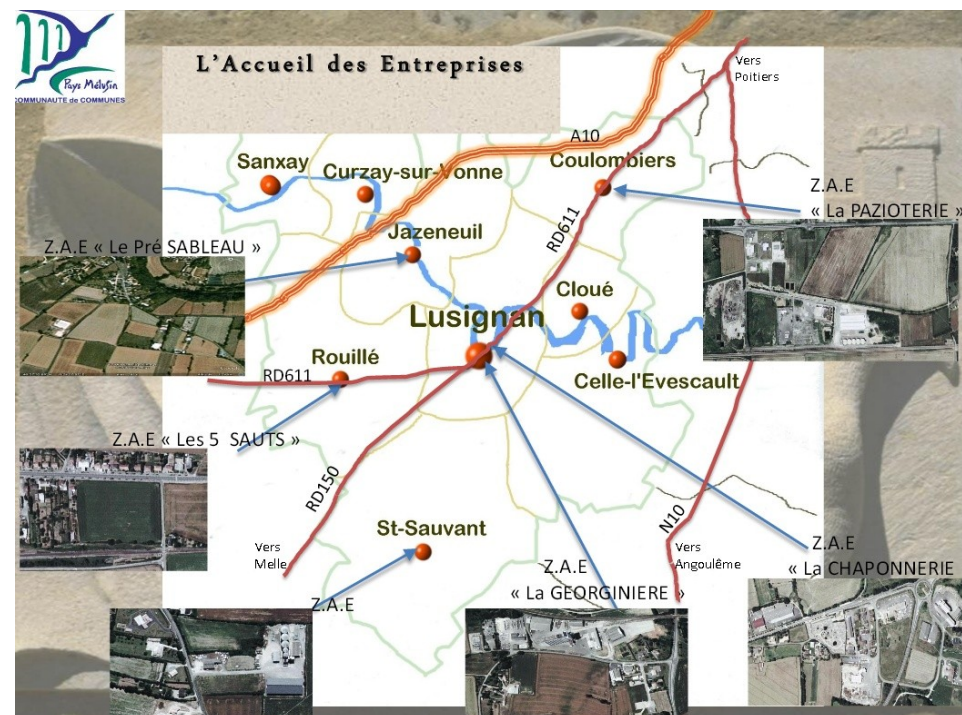 Pays Mélusin
COMMUNAUTÉ de COMMUNES
L'Accueil des Entreprises
Vers
Poitiers
A10
Coulombiers
Sanxay
Curzay-sur-Vonne
Z.A.E
« La PAZIOTERIE »
RD611
Jazeneuil
Z.A.E « Le Pré SABLEAU »
Cloué
Lusignan
Rouillé
RD611
Celle-l'Evescault
Z.A.E « Les 5 SAUTS »
RD150
N10
St-Sauvant
Vers
Melle
Vers
Angoulême
Z.A.E
« La CHAPONNERIE
Z.A.E
« La GEORGINIERE »
Z.A.E